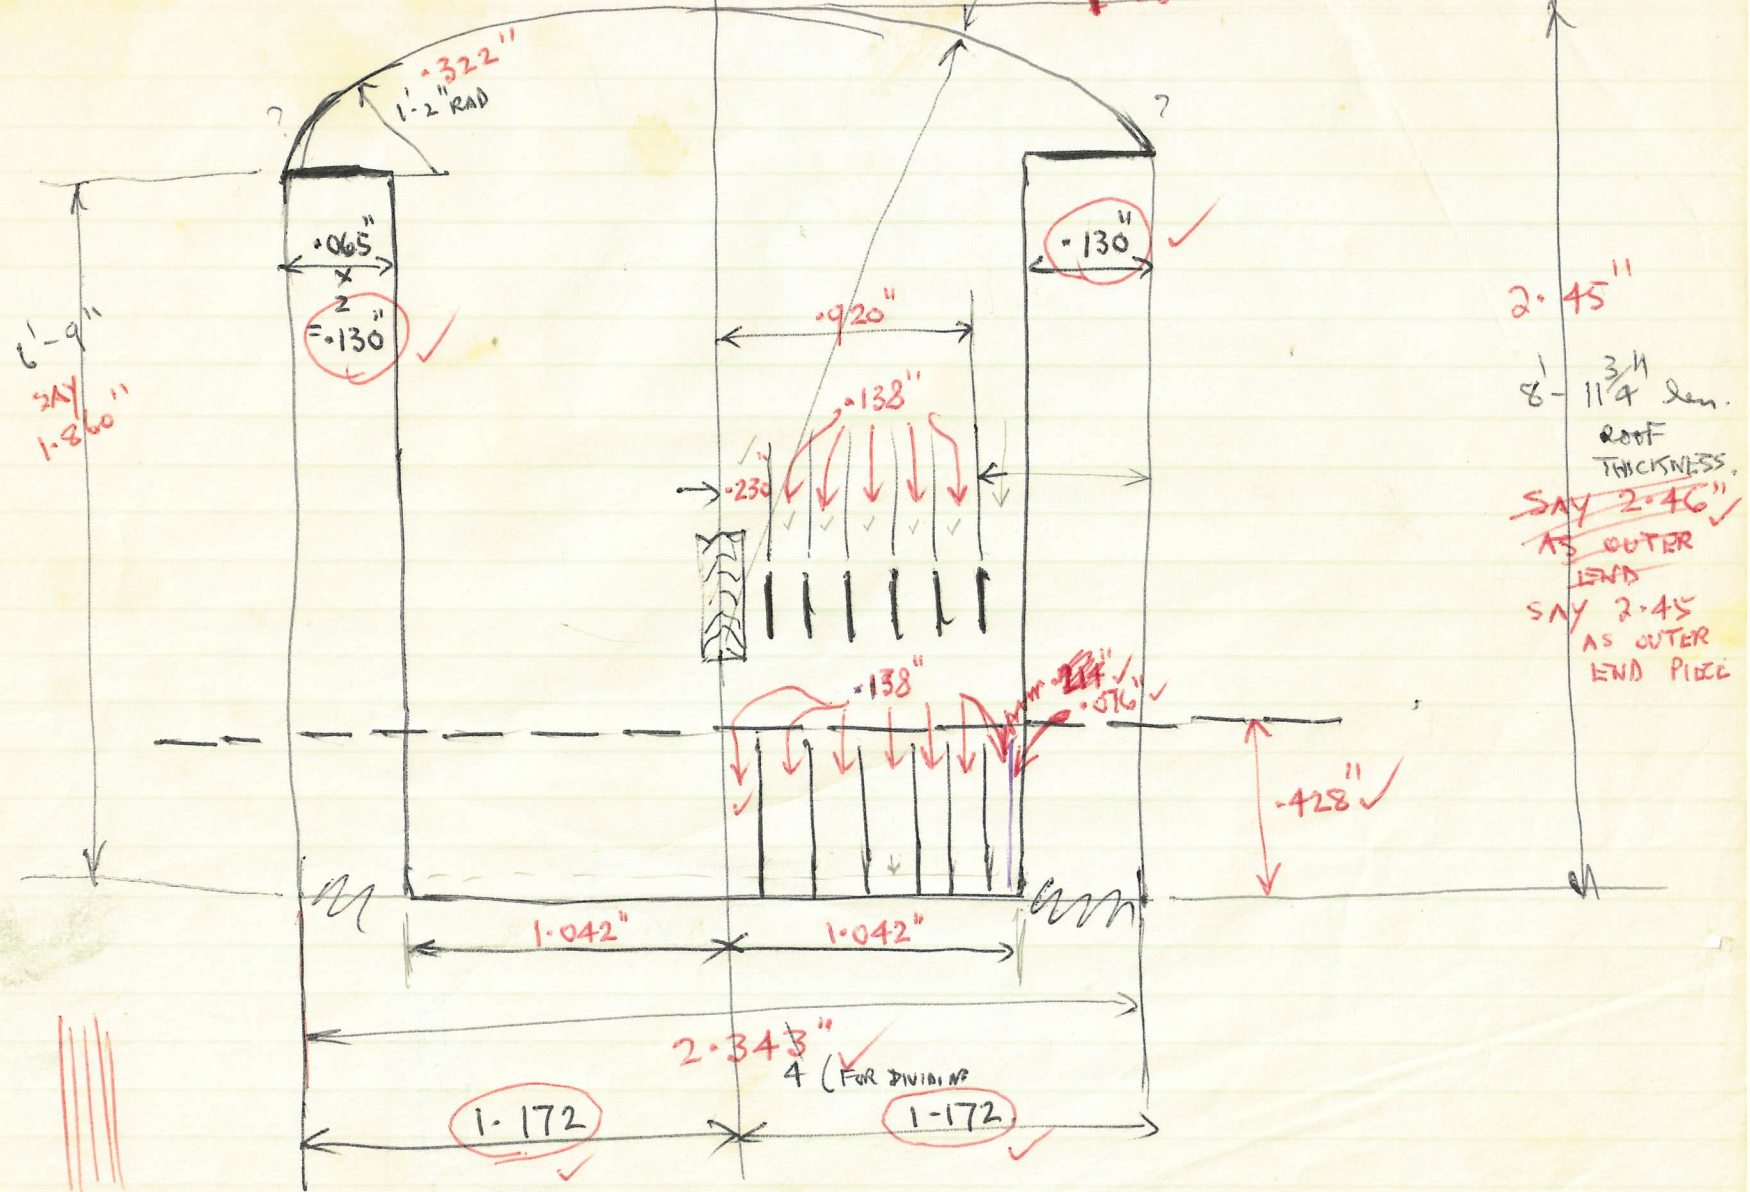 .322"
1'-2" RAD
?
?
.065"
x
2
=.130"
.130"
6'-9"
SAY
1.860"
.920"
2.45"
8'-11 3/4" len.
ROOF
THICKNESS.
SAY 2.46"
AS OUTER
END
SAY 2.45
AS OUTER
END PIECE
.138"
.230"
.138"
.076"
.428"
1.042"
1.042"
2.343"
4 (FOR DIVIDING
1.172
1-172